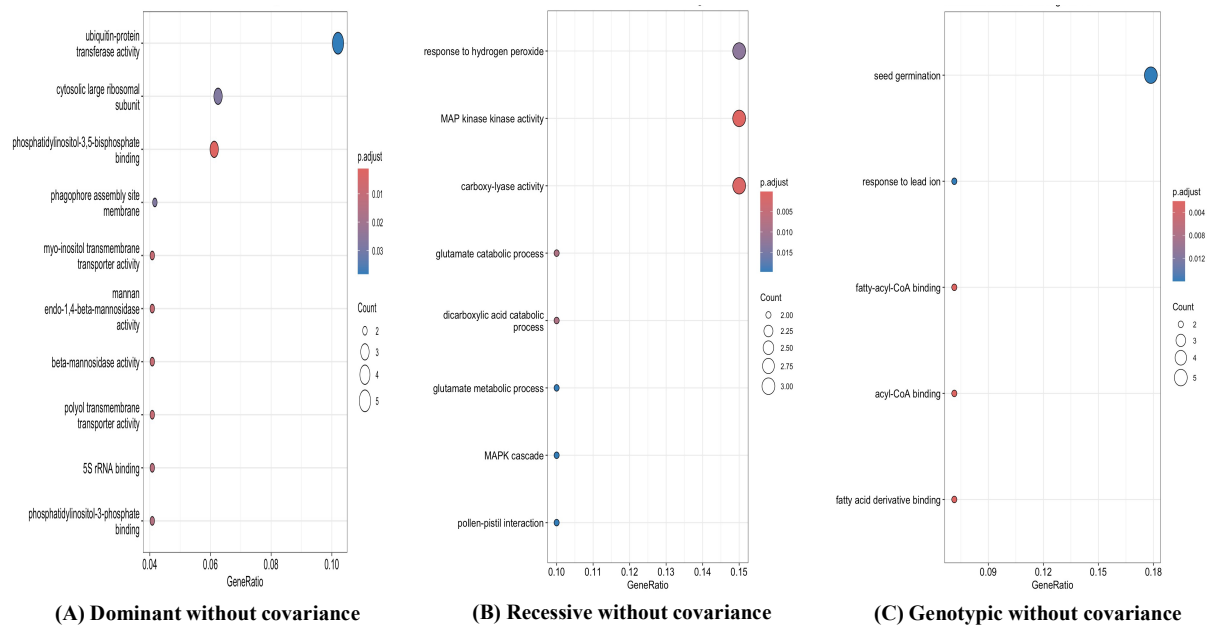 ubiquitin-protein
transferase activity
cytosolic large ribosomal
subunit
phosphatidylinositol-3,5-bisphosphate
binding
phagophore assembly site
membrane
myo-inositol transmembrane
transporter activity
mannan
endo-1,4-beta-mannosidase
activity
beta-mannosidase activity
polyol transmembrane
transporter activity
5S rRNA binding
phosphatidylinositol-3-phosphate
binding
0.04 0.06 0.08 0.10
GeneRatio
p.adjust
0.01
0.02
0.03
Count
2
3
4
5
(A) Dominant without covariance
response to hydrogen peroxide
MAP kinase kinase activity
carboxy-lyase activity
glutamate catabolic process
dicarboxylic acid catabolic
process
glutamate metabolic process
MAPK cascade
pollen-pistil interaction
0.10 0.11 0.12 0.13 0.14 0.15
GeneRatio
p.adjust
0.005
0.010
0.015
Count
2.00
2.25
2.50
2.75
3.00
(B) Recessive without covariance
seed germination
response to lead ion
fatty-acyl-CoA binding
acyl-CoA binding
fatty acid derivative binding
0.09 0.12 0.15 0.18
GeneRatio
p.adjust
0.004
0.008
0.012
Count
2
3
4
5
(C) Genotypic without covariance